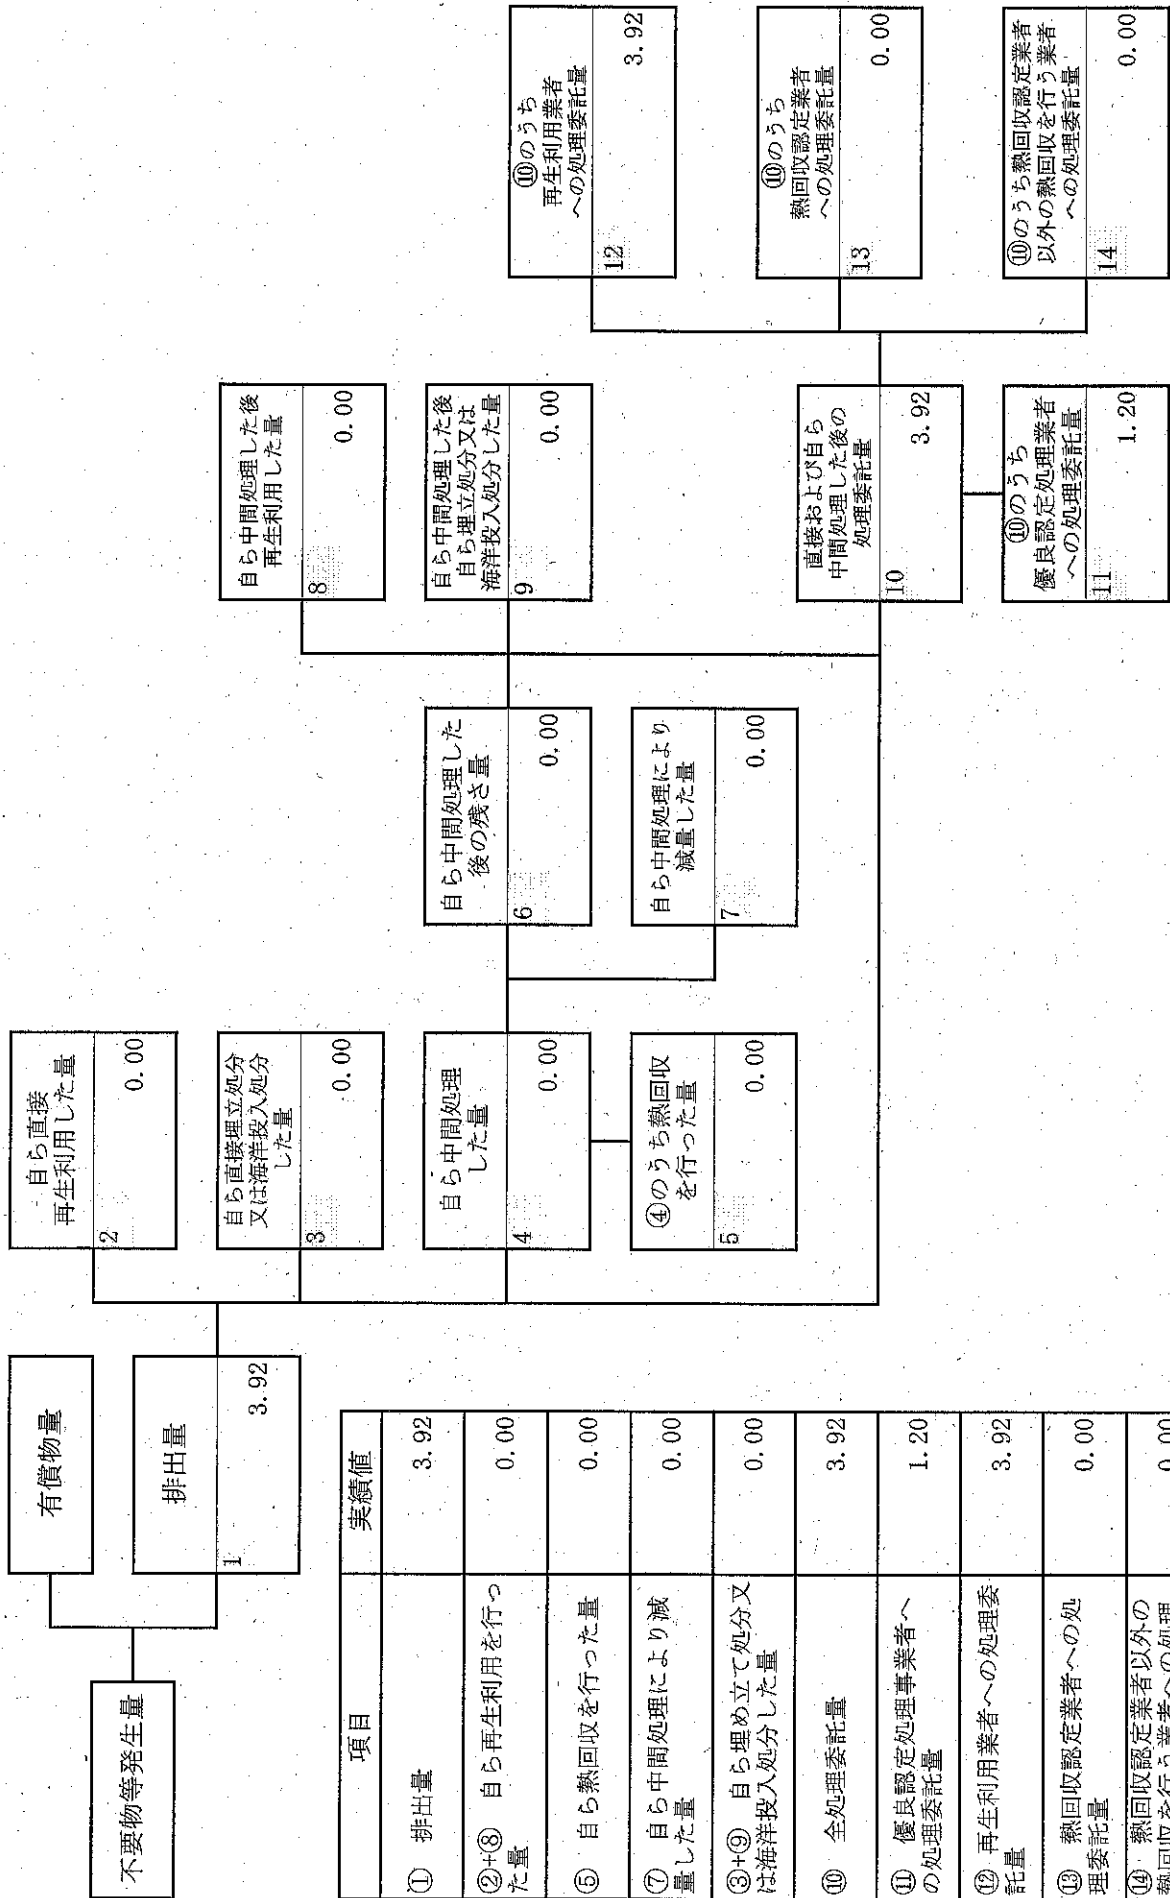 不要物等発生量
有償物量
排出量
1
3.92
自ら直接
再生利用した量
2
0.00
自ら直接埋立処分
又は海洋投入処分
した量
3
0.00
自ら中間処理
した量
4
0.00
④のうち熱回収
を行った量
5
0.00
自ら中間処理した
後の残さ量
6
0.00
自ら中間処理により
減量した量
7
0.00
自ら中間処理した後
再生利用した量
8
0.00
自ら中間処理した後
自ら埋立処分又は
海洋投入処分した量
9
0.00
直接および自ら
中間処理した後の
処理委託量
10
3.92
⑩のうち
優良認定処理業者
への処理委託量
11
1.20
⑩のうち
再生利用業者
への処理委託量
12
3.92
⑩のうち
熱回収認定業者
への処理委託量
13
0.00
⑩のうち熱回収認定業者
以外の熱回収を行う業者
への処理委託量
14
0.00
項目 実績値
① 排出量 3.92
②+⑧ 自ら再生利用を行っ
た量 0.00
⑤ 自ら熱回収を行った量 0.00
⑦ 自ら中間処理により減
量した量 0.00
③+⑨ 自ら埋め立て処分又
は海洋投入処分した量 0.00
⑩ 全処理委託量 3.92
⑪ 優良認定処理事業者へ
の処理委託量 1.20
⑫ 再生利用業者への処理委
託量 3.92
⑬ 熱回収認定業者への処
理委託量 0.00
⑭ 熱回収認定業者以外の
熱回収を行う業者への処理 0.00